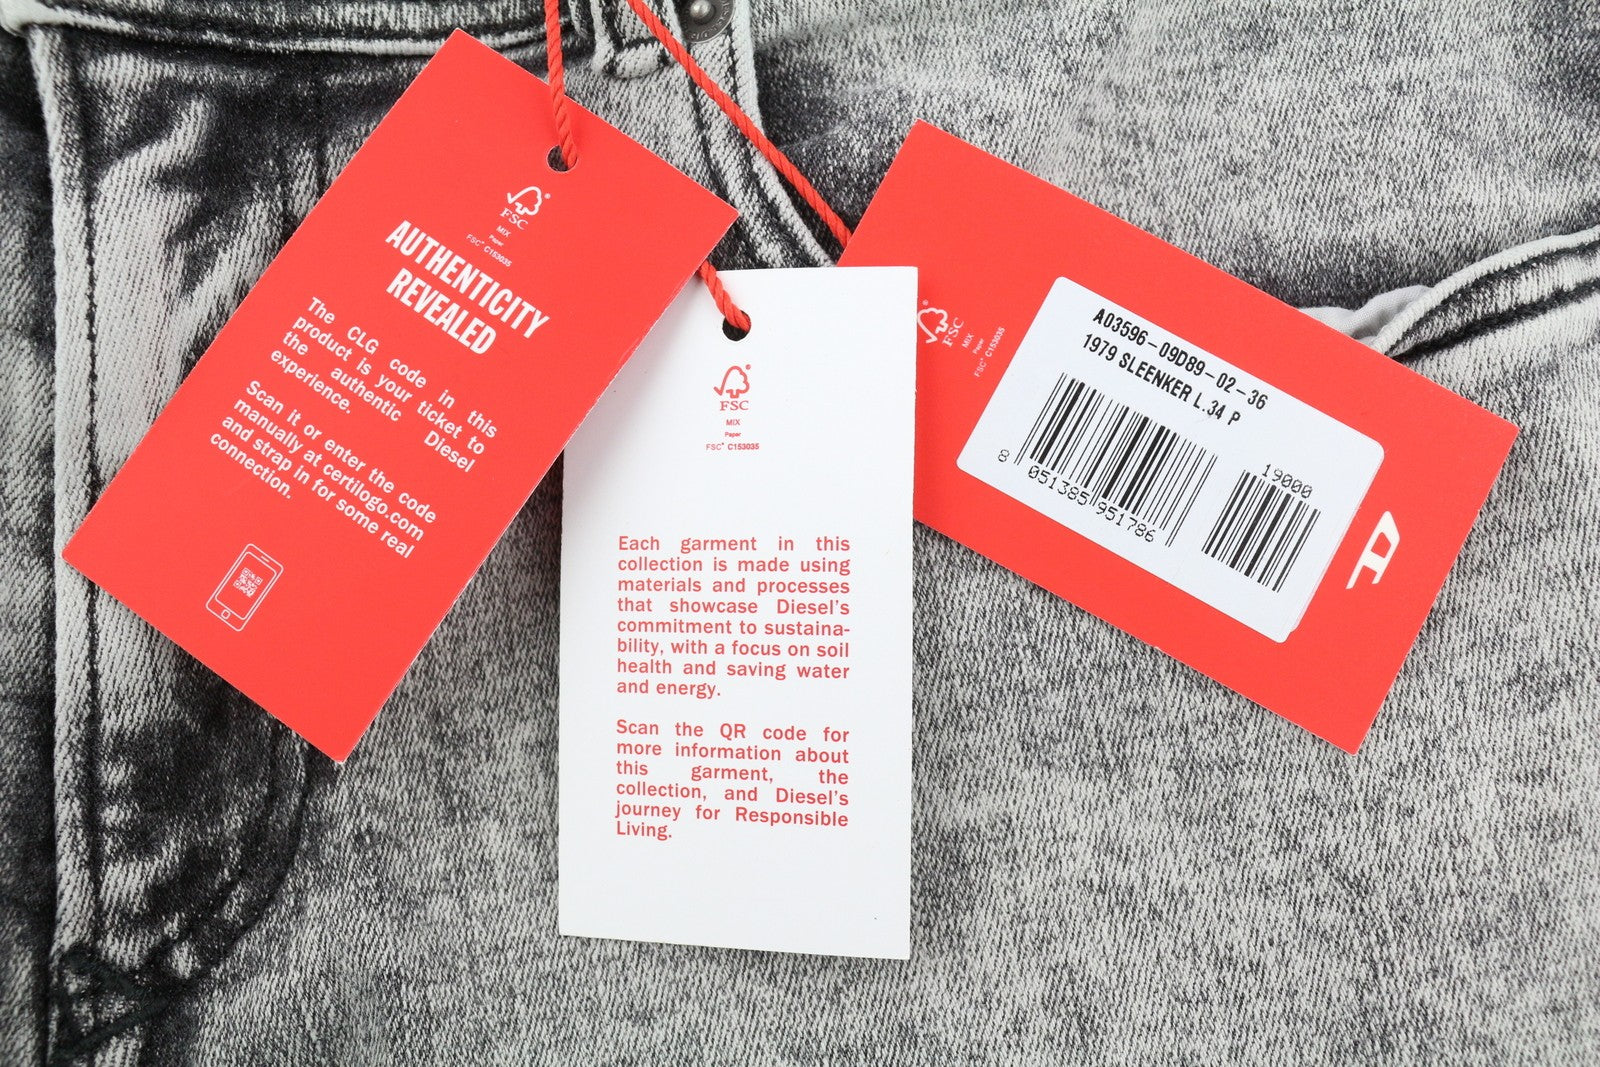 FSC®
MIX
Paper
FSC® C153035
AUTHENTICITY
REVEALED
The CLG code in this
product is your ticket to
the authentic Diesel
experience.
Scan it or enter the code
manually at certilogo.com
and strap in for some real
connection.
FSC
MIX
Paper
FSC® C153035
Each garment in this
collection is made using
materials and processes
that showcase Diesel's
commitment to sustaina-
bility, with a focus on soil
health and saving water
and energy.
Scan the QR code for
more information about
this garment, the
collection, and Diesel's
journey for Responsible
Living.
FSC
MIX
Paper
FSC® C153035
A03596-09D89-02-36
1979 SLEENKER L.34 P
19000
8 051385 951786
D